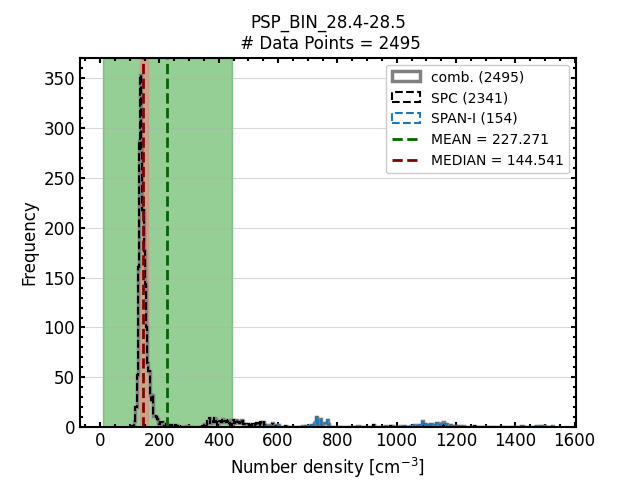 PSP_BIN_28.4-28.5
# Data Points = 2495
comb. (2495)
SPC (2341)
SPAN-I (154)
MEAN = 227.271
MEDIAN = 144.541
Frequency
350
300
250
200
150
100
50
0
0 200 400 600 800 1000 1200 1400 1600
Number density [cm⁻³]